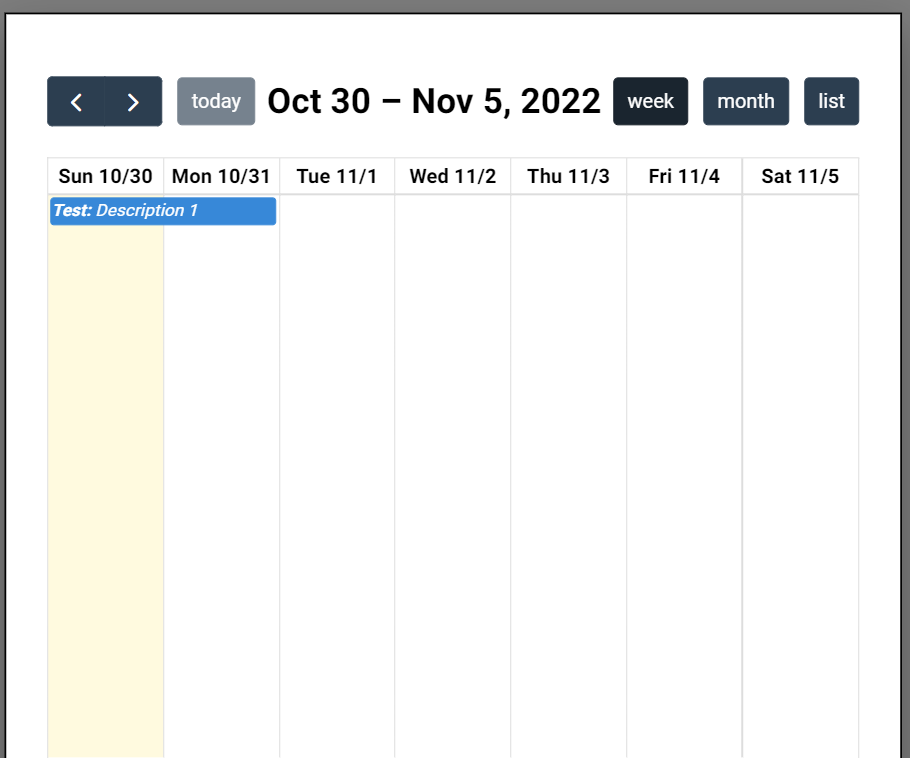 today Oct 30 – Nov 5, 2022 week month list
Sun 10/30 Mon 10/31 Tue 11/1 Wed 11/2 Thu 11/3 Fri 11/4 Sat 11/5
Test: Description 1